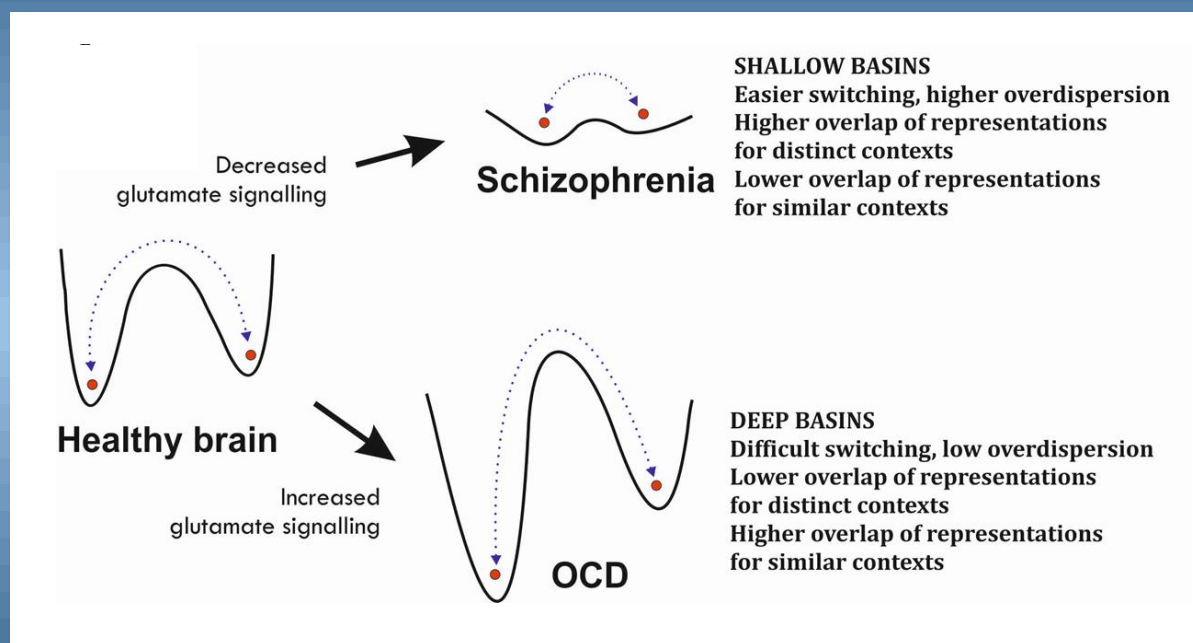 SHALLOW BASINS
Easier switching, higher overdispersion
Higher overlap of representations
for distinct contexts
Lower overlap of representations
for similar contexts
Decreased
glutamate signalling
Schizophrenia
Healthy brain
Increased
glutamate signalling
OCD
DEEP BASINS
Difficult switching, low overdispersion
Lower overlap of representations
for distinct contexts
Higher overlap of representations
for similar contexts